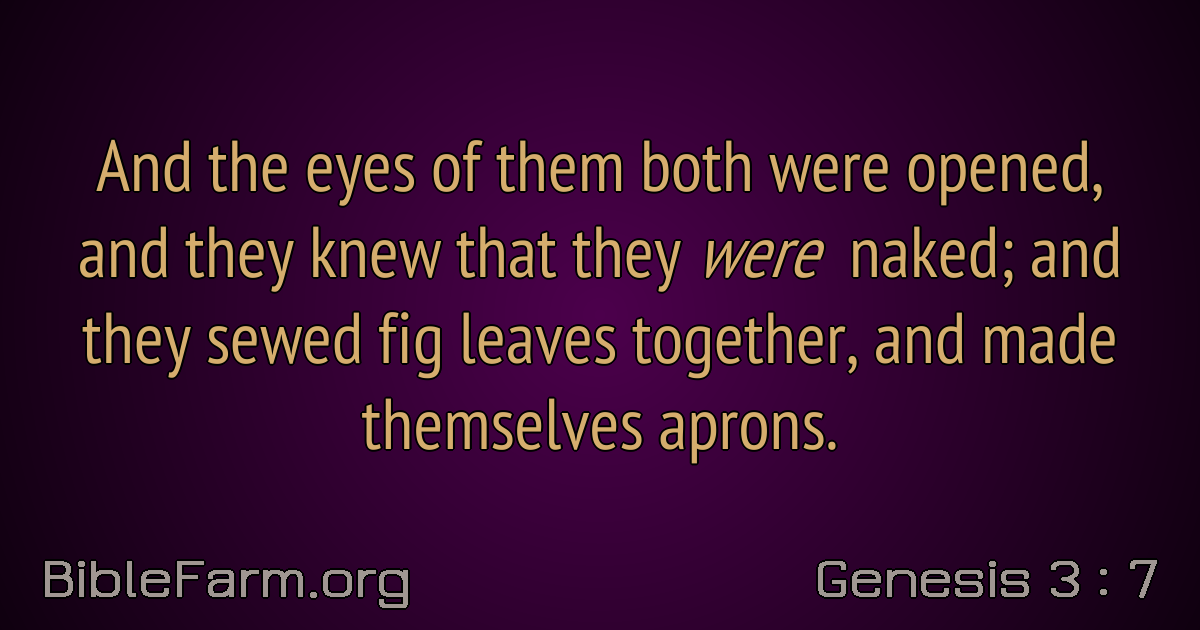 And the eyes of them both were opened,
and they knew that they were naked; and
they sewed fig leaves together, and made
themselves aprons.
BibleFarm.org
Genesis 3 : 7